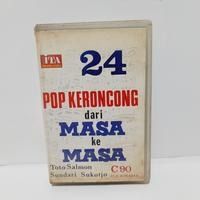 ITA
24
POP KERONCONG
dari
MASA
ke
MASA
Toto Salmon
Sundari Sukotjo
C90